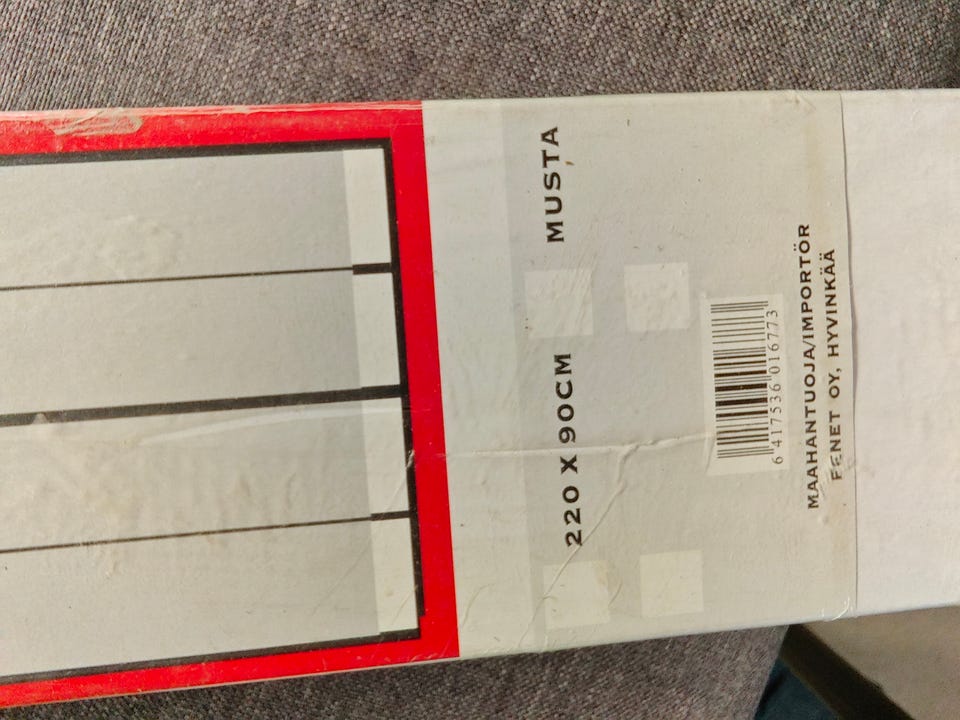 220 X 90CM MUSTA
6 417536 016773
MAAHANTUOJA/IMPORTÖR
FENET OY, HYVINKÄÄ